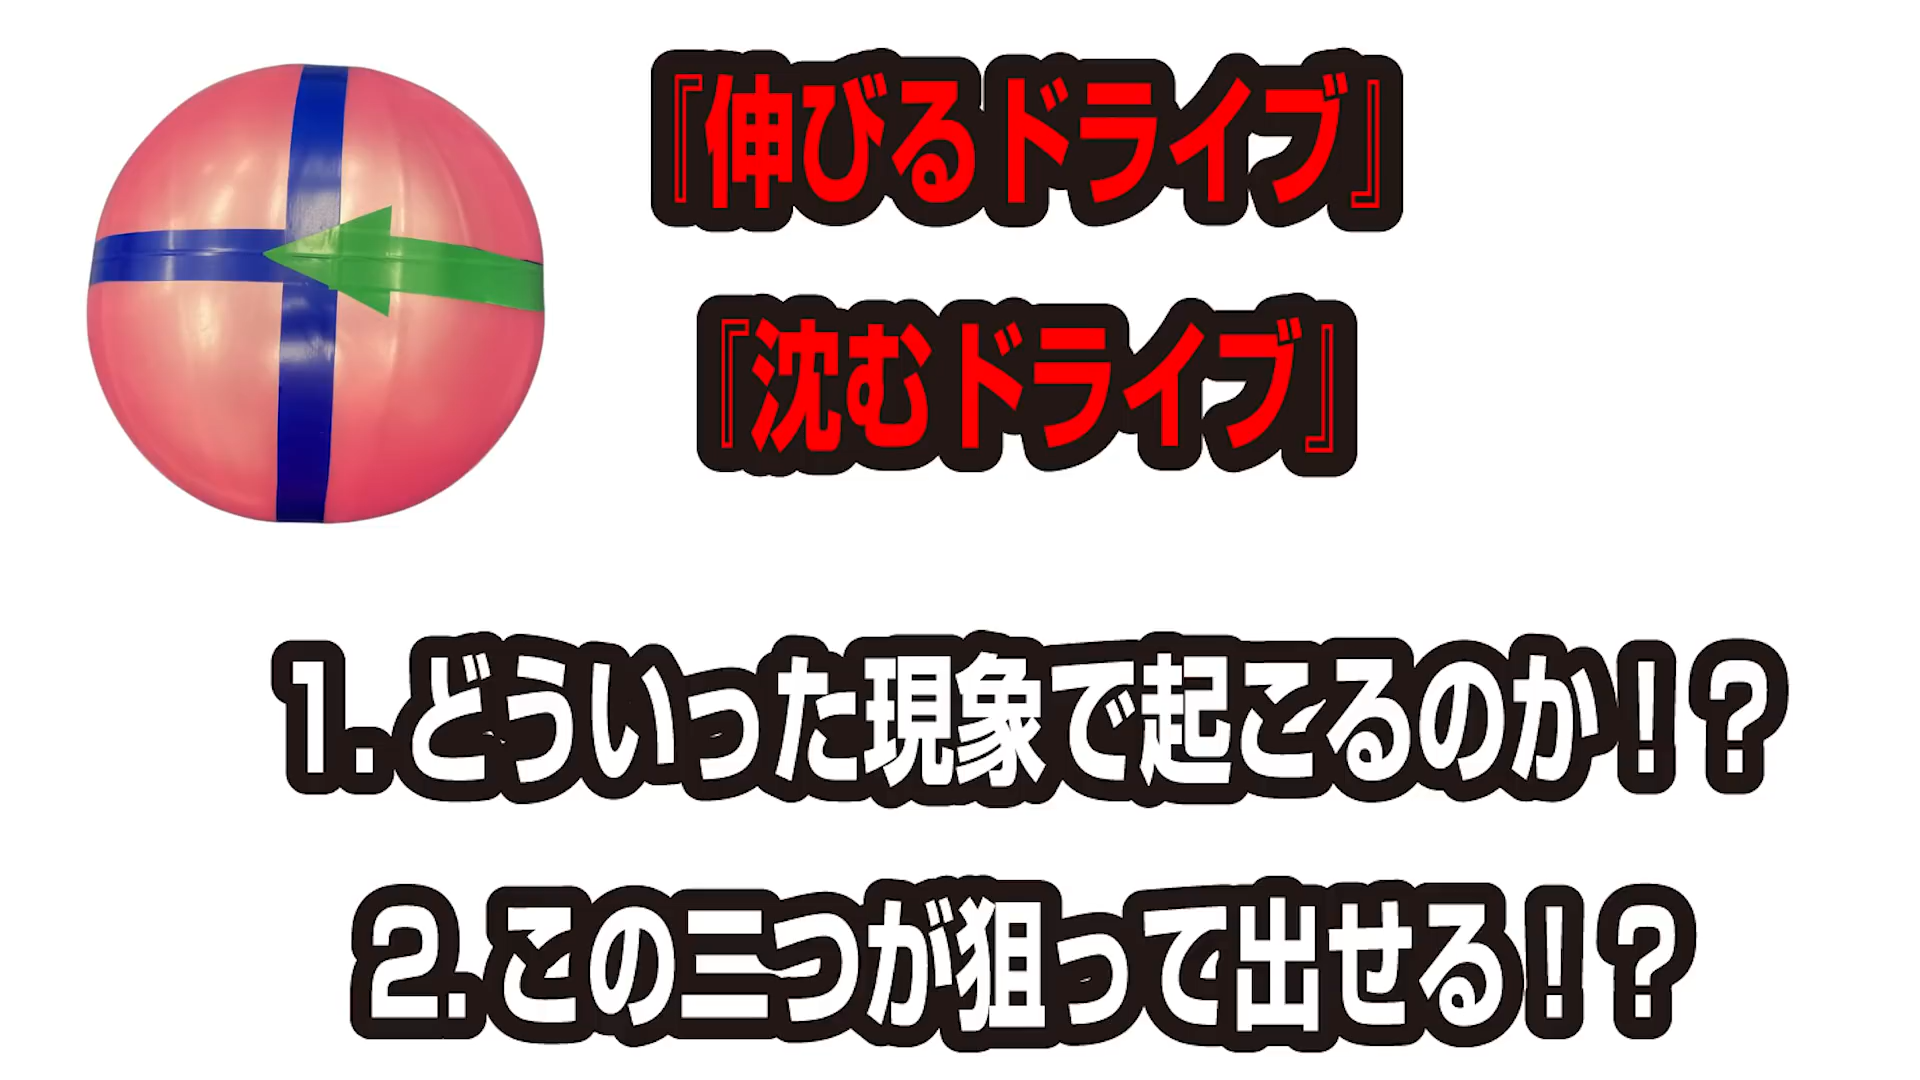 『伸びるドライブ』
『沈むドライブ』
1.どういった現象で起こるのか！？
2.この三つが狙って出せる！？